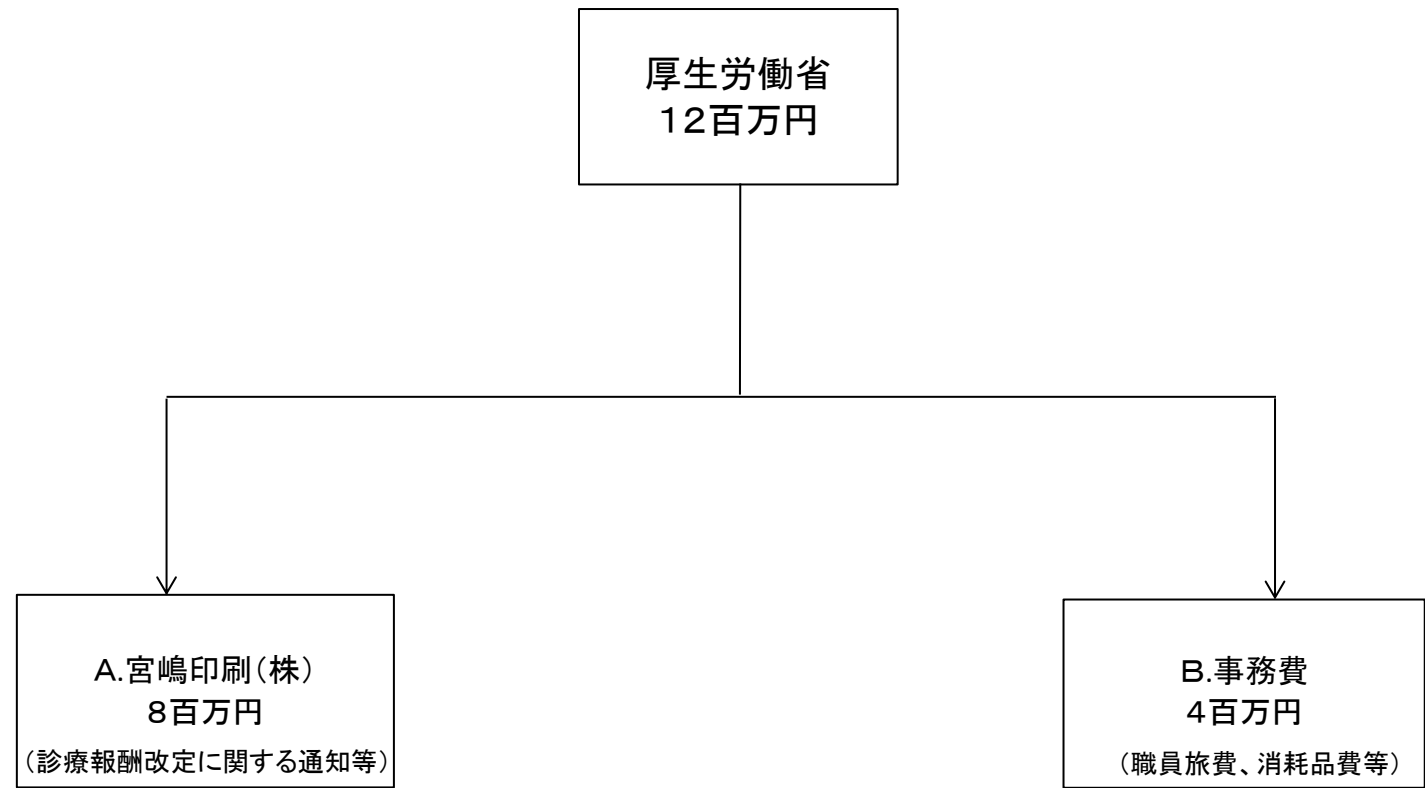 厚生労働省
１２百万円
A.宮嶋印刷（株）
８百万円
（診療報酬改定に関する通知等）
B.事務費
４百万円
（職員旅費、消耗品費等）